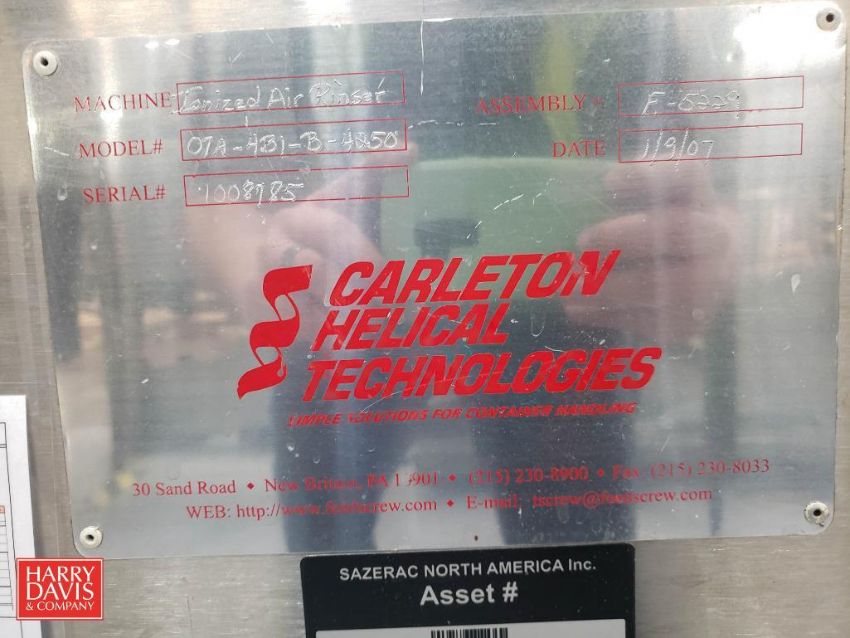 MACHINE Ionized Air Rinser
ASSEMBLY # F-5229
MODEL# 07A-4B1-B-4250
DATE 1/9/07
SERIAL# 1008985
CARLETON
HELICAL
TECHNOLOGIES
SIMPLE SOLUTIONS FOR CONTAINER HANDLING
30 Sand Road • New Britain, PA 18901 • (215) 230-8900 • Fax: (215) 230-8033
WEB: http://www.feedscrew.com • E-mail: fscrew@feedscrew.com
SAZERAC NORTH AMERICA Inc.
Asset #
HARRY
DAVIS
& COMPANY